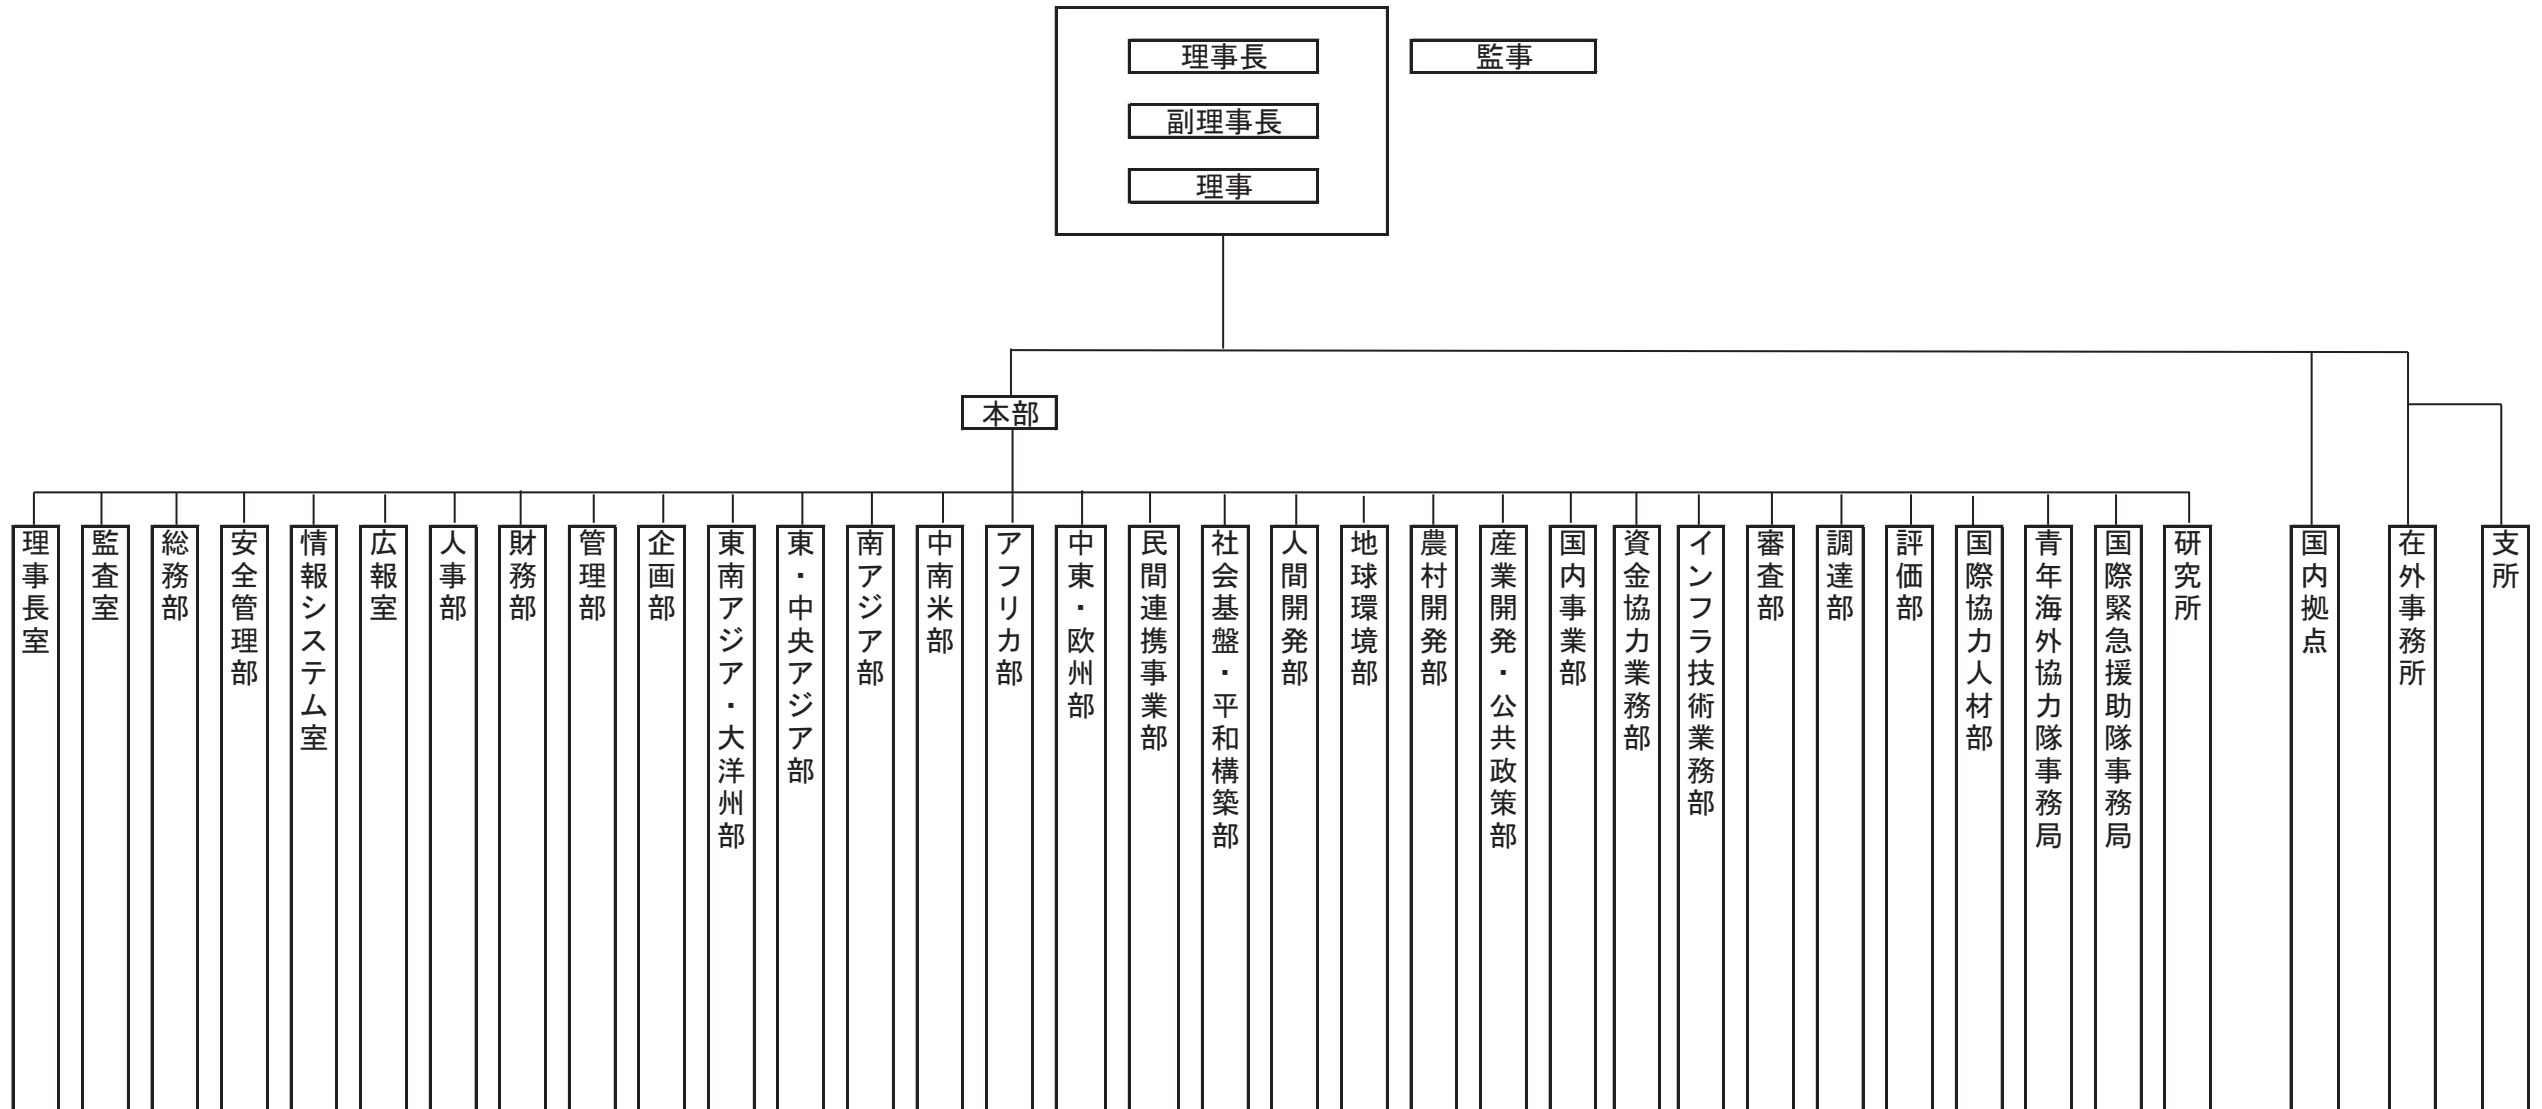 理事長
監事
副理事長
理事
本部
理事長室
監査室
総務部
安全管理部
情報システム室
広報室
人事部
財務部
管理部
企画部
東南アジア・大洋州部
東・中央アジア部
南アジア部
中南米部
アフリカ部
中東・欧州部
民間連携事業部
社会基盤・平和構築部
人間開発部
地球環境部
農村開発部
産業開発・公共政策部
国内事業部
資金協力業務部
インフラ技術業務部
審査部
調達部
評価部
国際協力人材部
青年海外協力隊事務局
国際緊急援助隊事務局
研究所
国内拠点
在外事務所
支所